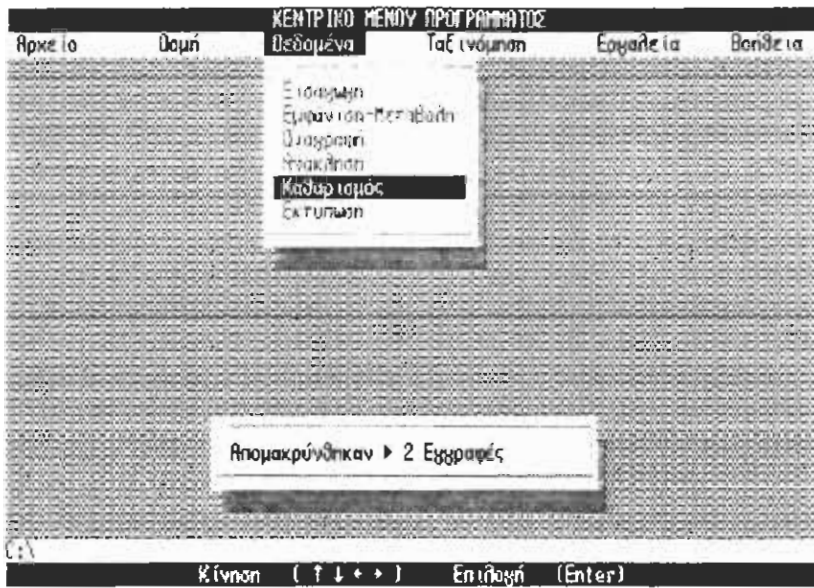 ΚΕΝΤΡΙΚΟ ΜΕΝΟΥ ΠΡΟΓΡΑΜΜΑΤΟΣ
Αρχείο Δομή Δεδομένα Ταξινόμηση Εργαλεία Βοήθεια
Εισαγωγή
Εμφάνιση-Μεταβολή
Διαγραφή
Ανάκληση
Καθαρισμός
Εκτύπωση
Απομακρύνθηκαν ▶ 2 Εγγραφές
C:\
Κίνηση ( ↑ ↓ ← → ) Επιλογή (Enter)